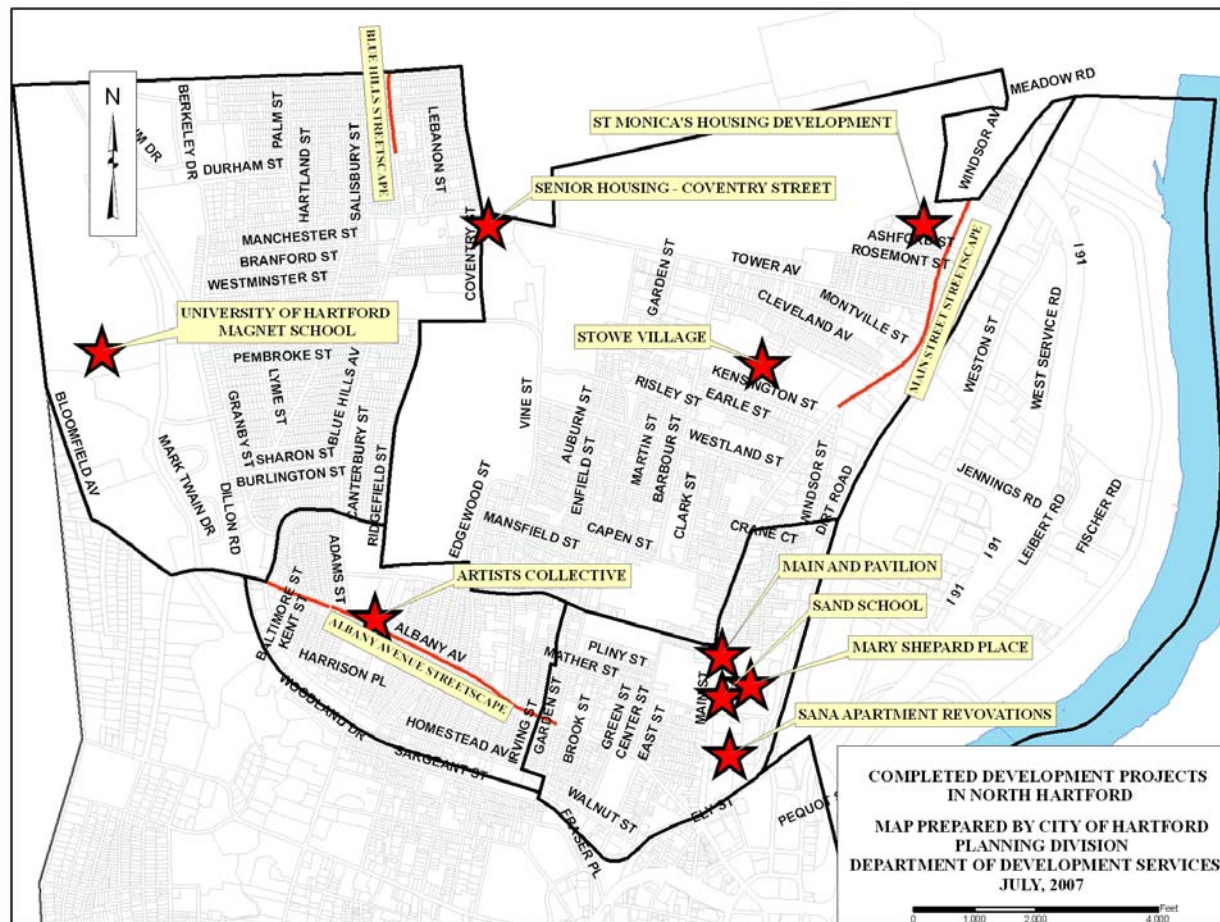 MEADOW RD
BLUE HILLS STREETSCAPE
N
BERKELEY DR
PALM ST
LEBANON ST
WINDSOR AV
ST MONICA'S HOUSING DEVELOPMENT
DURHAM ST
HARTLAND ST
SALISBURY ST
SENIOR HOUSING - COVENTRY STREET
MANCHESTER ST
BRANFORD ST
WESTMINSTER ST
COVENTRY ST
ASHFORD ST
ROSEMONT ST
I 91
GARDEN ST
TOWER AV
CLEVELAND AV
MONTVILLE ST
MAIN STREET STREETSCAPE
WESTON ST
WEST SERVICE RD
UNIVERSITY OF HARTFORD
MAGNET SCHOOL
STOWE VILLAGE
PEMBROKE ST
LYME ST
BLUE HILLS AV
GRANBY ST
KENSINGTON ST
RISLEY ST
EARLE ST
VINE ST
AUBURN ST
ENFIELD ST
MARTIN ST
BARBOUR ST
WESTLAND ST
BLOOMFIELD AV
MARK TWAIN DR
SHARON ST
BURLINGTON ST
CANTERBURY ST
RIDGEFIELD ST
DILLON RD
EDGEWOOD ST
CLARK ST
WINDSOR ST
DIRT ROAD
JENNINGS RD
LEIBERT RD
FISCHER RD
MANSFIELD ST
CAPEN ST
CRANE CT
I 91
I 91
ADAMS ST
ARTISTS COLLECTIVE
MAIN AND PAVILION
SAND SCHOOL
BALTIMORE ST
KENT ST
ALBANY AV
ALBANY AVENUE STREETSCAPE
PLINY ST
MATHER ST
MARY SHEPARD PLACE
HARRISON PL
WOODLAND DR
MAIN ST
SANA APARTMENT REVOVATIONS
HOMESTEAD AV
IRVING ST
GARDEN ST
BROOK ST
GREEN ST
CENTER ST
EAST ST
SARGEANT ST
WALNUT ST
FRASER PL
ELY ST
PEQUOT
COMPLETED DEVELOPMENT PROJECTS
IN NORTH HARTFORD
MAP PREPARED BY CITY OF HARTFORD
PLANNING DIVISION
DEPARTMENT OF DEVELOPMENT SERVICES
JULY, 2007
Feet
0 1,000 2,000 4,000